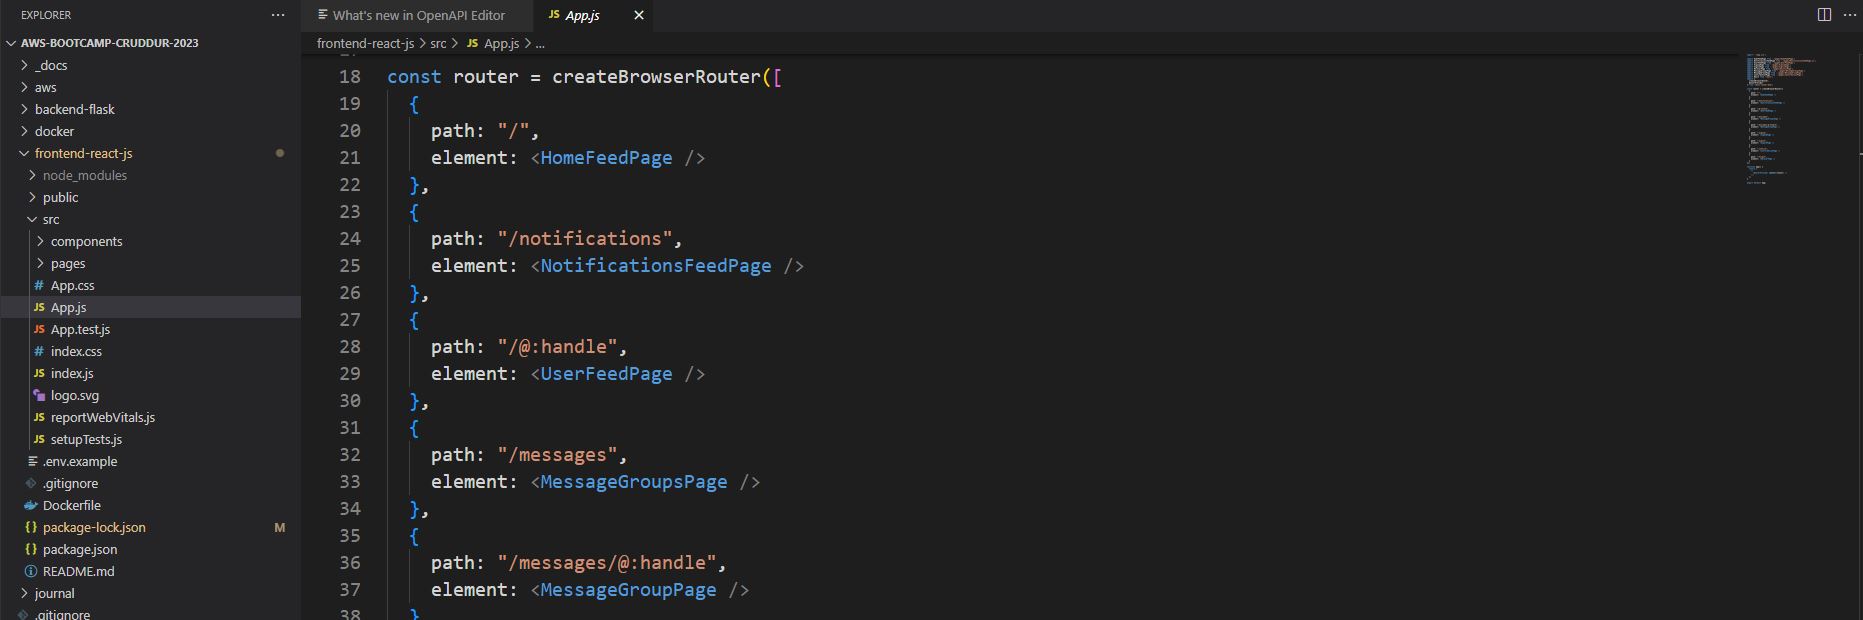 EXPLORER
AWS-BOOTCAMP-CRUDDUR-2023
_docs
aws
backend-flask
docker
frontend-react-js
node_modules
public
src
components
pages
# App.css
JS App.js
JS App.test.js
# index.css
JS index.js
logo.svg
JS reportWebVitals.js
JS setupTests.js
.env.example
.gitignore
Dockerfile
{} package-lock.json M
{} package.json
README.md
journal
.gitignore
What's new in OpenAPI Editor
JS App.js
frontend-react-js > src > JS App.js > ...
18 const router = createBrowserRouter([
19 {
20 path: "/",
21 element: <HomeFeedPage />
22 },
23 {
24 path: "/notifications",
25 element: <NotificationsFeedPage />
26 },
27 {
28 path: "/@:handle",
29 element: <UserFeedPage />
30 },
31 {
32 path: "/messages",
33 element: <MessageGroupsPage />
34 },
35 {
36 path: "/messages/@:handle",
37 element: <MessageGroupPage />
38 }